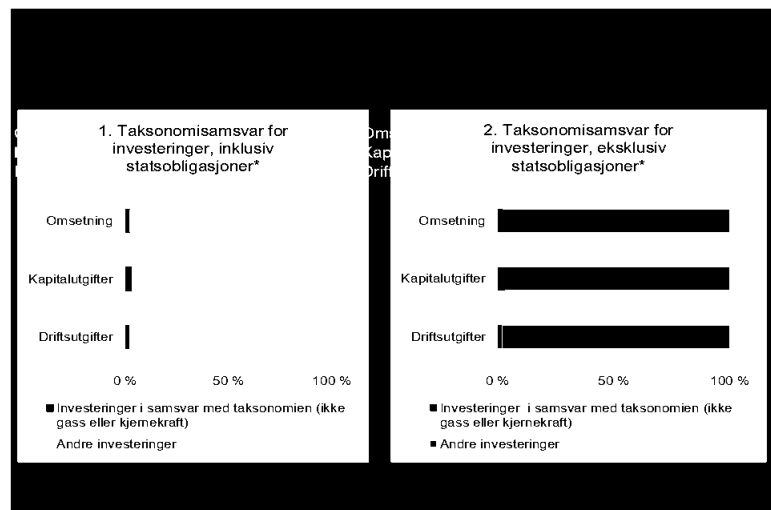 1. Taksonomisamsvar for
investeringer, inklusiv
statsobligasjoner*
Omsetning
Kapitalutgifter
Driftsutgifter
0 %
50 %
100 %
Investeringer i samsvar med taksonomien (ikke
gass eller kjernekraft)
Andre investeringer
2. Taksonomisamsvar for
investeringer, eksklusiv
statsobligasjoner*
Omsetning
Kapitalutgifter
Driftsutgifter
0 %
50 %
100 %
Investeringer i samsvar med taksonomien (ikke
gass eller kjernekraft)
Andre investeringer